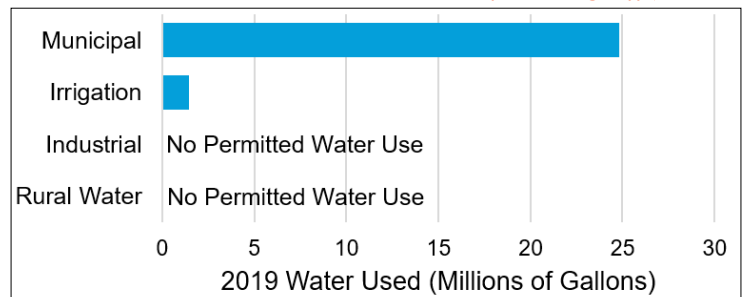 Municipal
Irrigation
Industrial No Permitted Water Use
Rural Water No Permitted Water Use
0 5 10 15 20 25 30
2019 Water Used (Millions of Gallons)